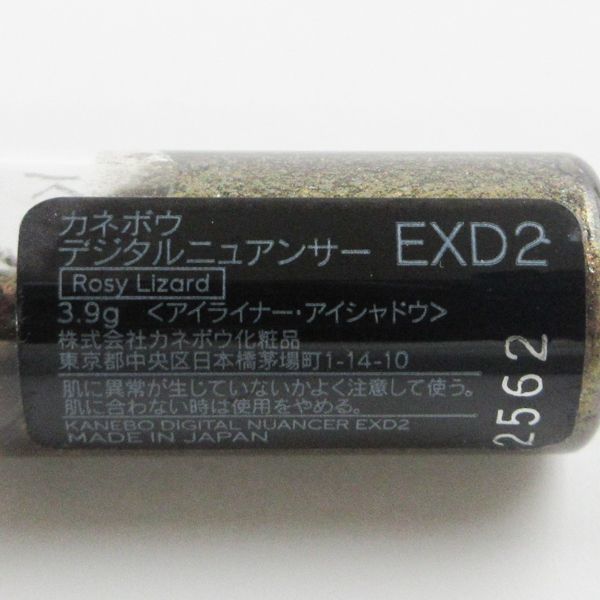 K
カネボウ
デジタルニュアンサー EXD2
Rosy Lizard
3.9g <アイライナー・アイシャドウ>
株式会社カネボウ化粧品
東京都中央区日本橋茅場町1-14-10
肌に異常が生じていないかよく注意して使う。
肌に合わない時は使用をやめる。
KANEBO DIGITAL NUANCER EXD2
MADE IN JAPAN
2562